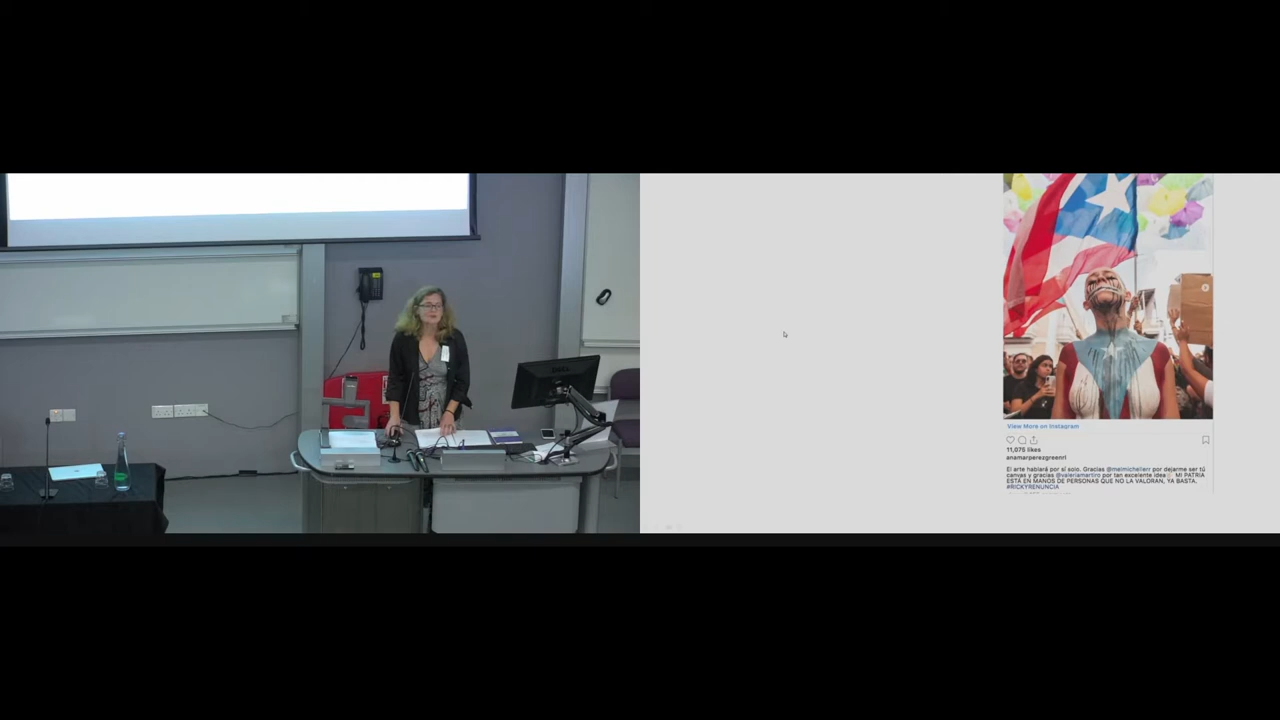 View More on Instagram
11,075 likes
anamarperezgreenrl
El arte hablará por sí solo. Gracias @melmichellerr por dejarme ser tú
canvas y gracias @valeriamartiro por tan excelente idea MI PATRIA
ESTÁ EN MANOS DE PERSONAS QUE NO LA VALORAN, YA BASTA.
#RICKYRENUNCIA